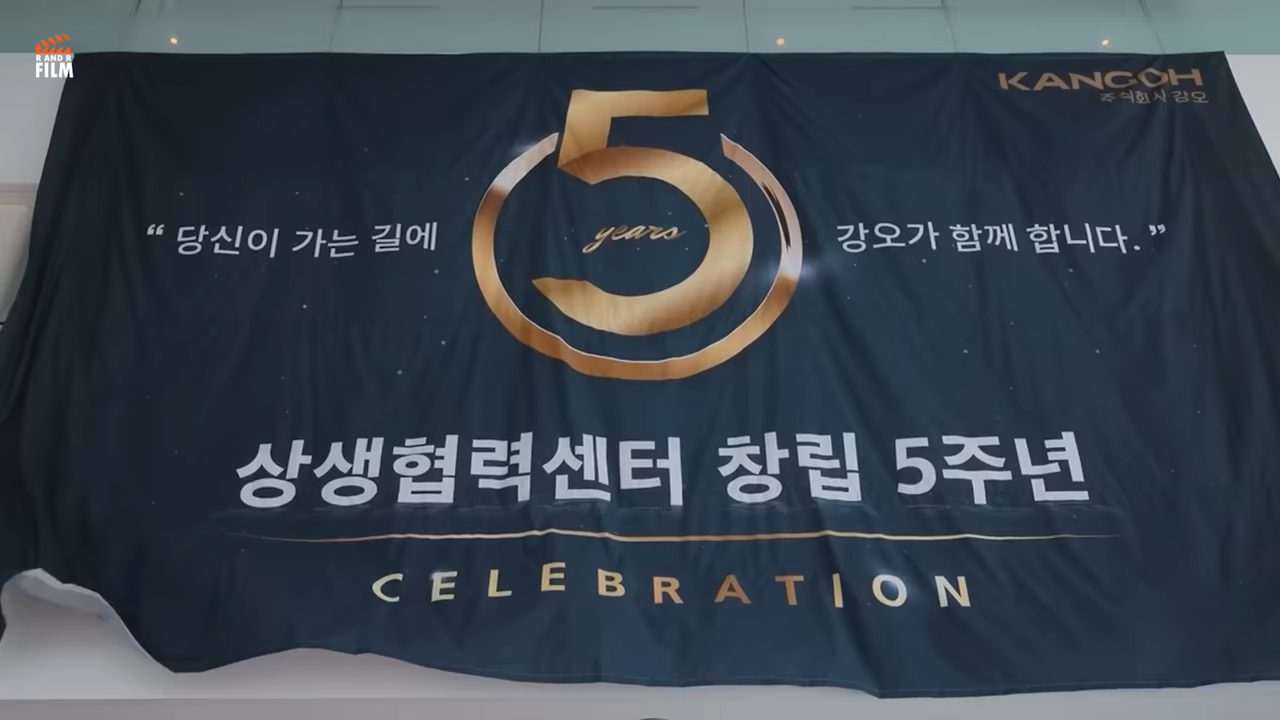 R AND R
FILM
KANGOH
주식회사 강오
5
years
“ 당신이 가는 길에 강오가 함께 합니다. ”
상생협력센터 창립 5주년
CELEBRATION